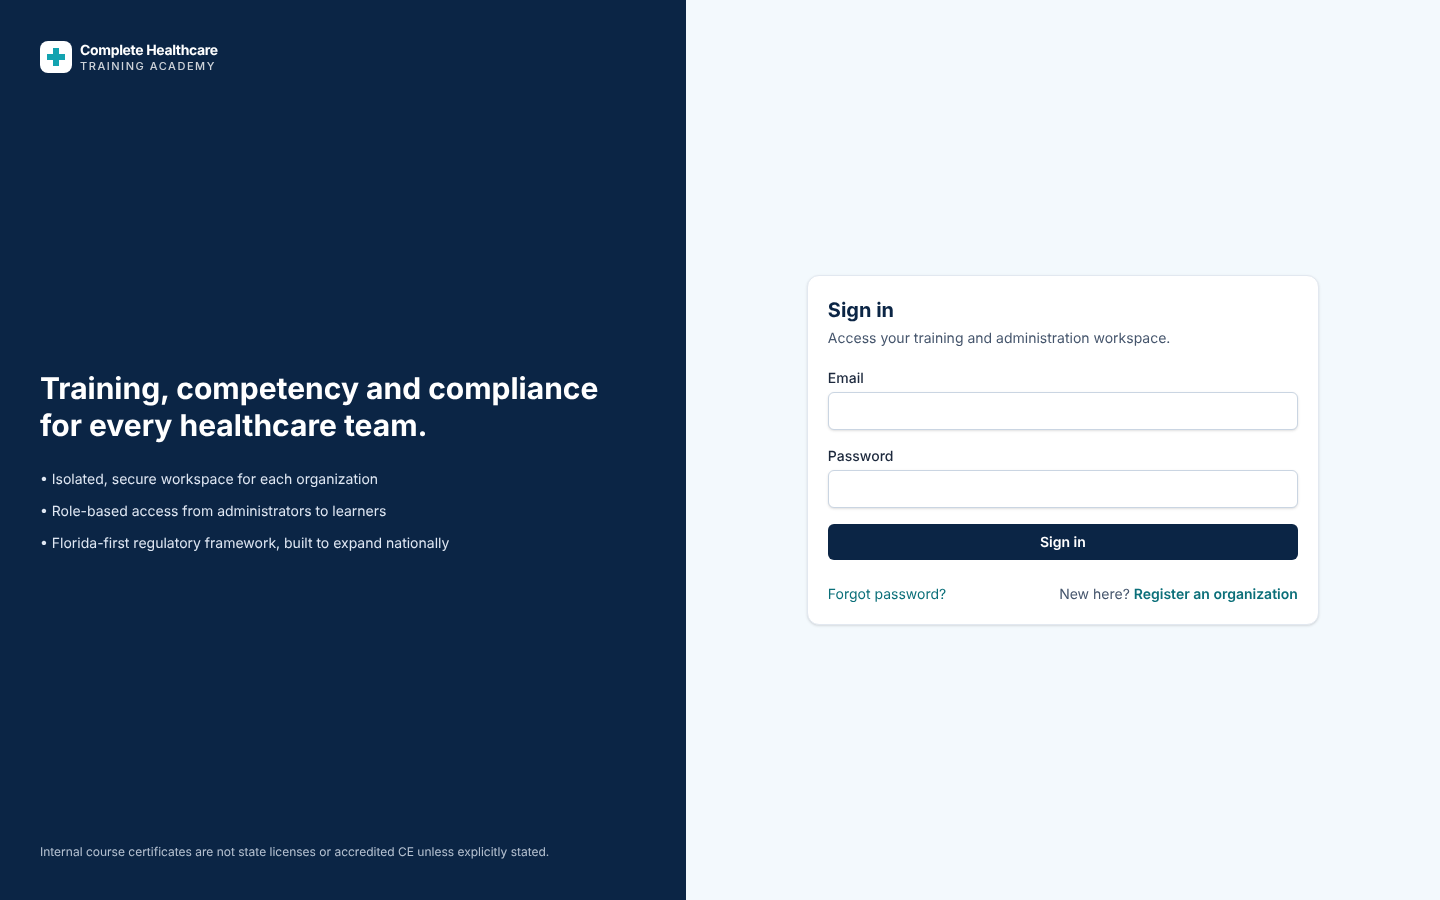 Complete Healthcare
TRAINING ACADEMY
Training, competency and compliance
for every healthcare team.
• Isolated, secure workspace for each organization
• Role-based access from administrators to learners
• Florida-first regulatory framework, built to expand nationally
Internal course certificates are not state licenses or accredited CE unless explicitly stated.
Sign in
Access your training and administration workspace.
Email
Password
Sign in
Forgot password?
New here? Register an organization